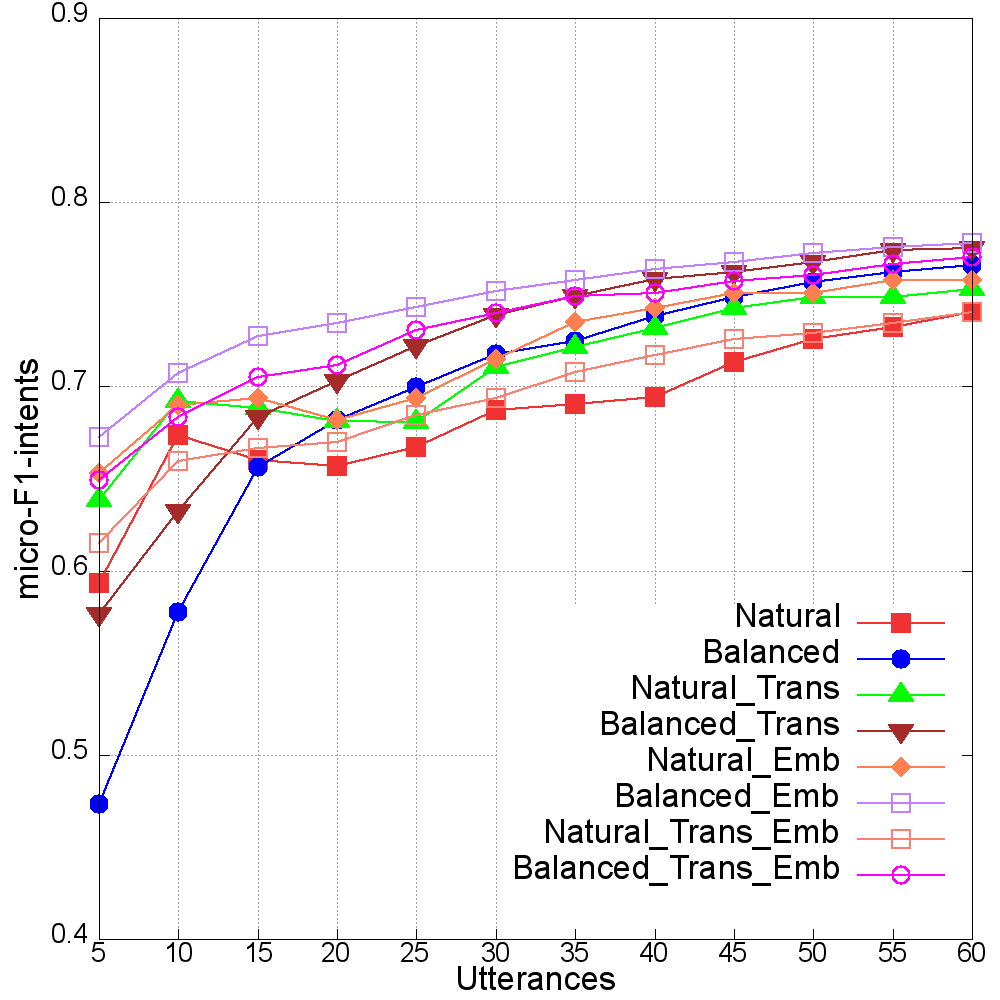 0.9
0.8
0.7
0.6
0.5
0.4
micro-F1-intents
Natural
Balanced
Natural_Trans
Balanced_Trans
Natural_Emb
Balanced_Emb
Natural_Trans_Emb
Balanced_Trans_Emb
5 10 15 20 25 30 35 40 45 50 55 60
Utterances